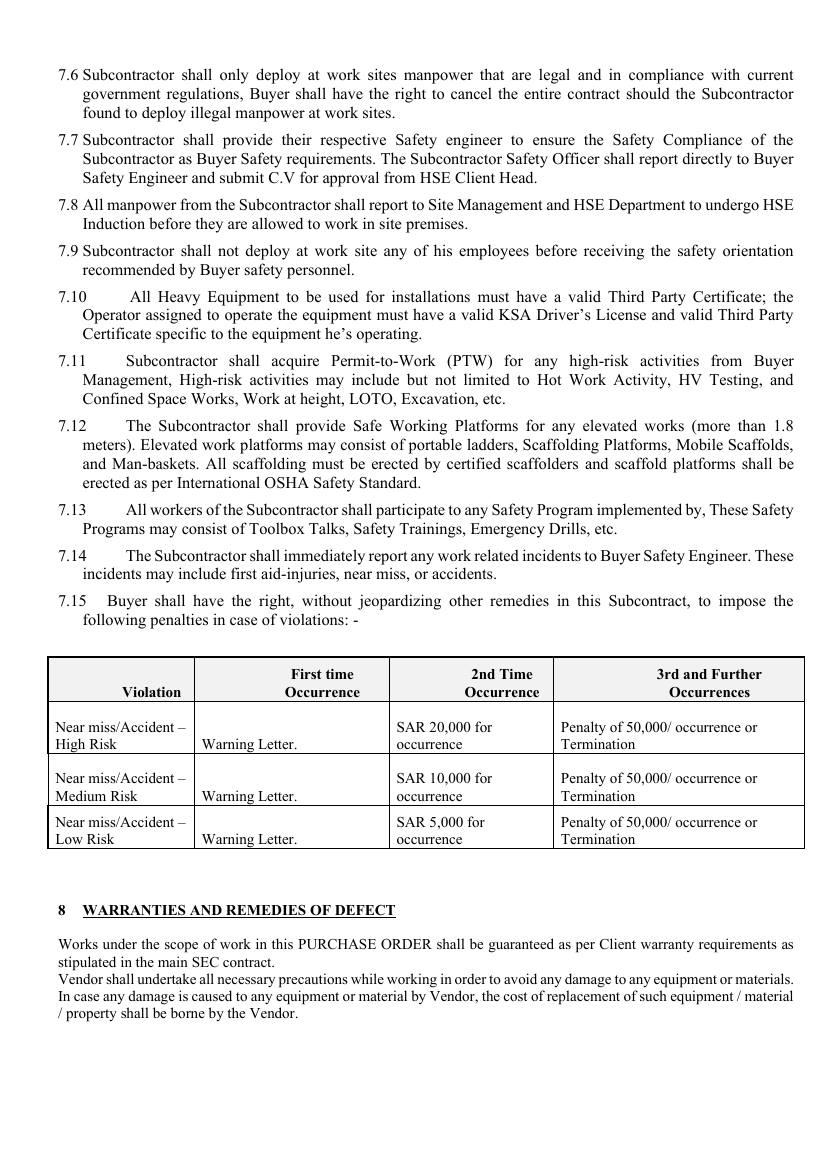 7.6 Subcontractor shall only deploy at work sites manpower that are legal and in compliance with current
government regulations, Buyer shall have the right to cancel the entire contract should the Subcontractor
found to deploy illegal manpower at work sites.
7.7 Subcontractor shall provide their respective Safety engineer to ensure the Safety Compliance of the
Subcontractor as Buyer Safety requirements. The Subcontractor Safety Officer shall report directly to Buyer
Safety Engineer and submit C.V for approval from HSE Client Head.
7.8 All manpower from the Subcontractor shall report to Site Management and HSE Department to undergo HSE
Induction before they are allowed to work in site premises.
7.9 Subcontractor shall not deploy at work site any of his employees before receiving the safety orientation
recommended by Buyer safety personnel.
7.10 All Heavy Equipment to be used for installations must have a valid Third Party Certificate; the
Operator assigned to operate the equipment must have a valid KSA Driver’s License and valid Third Party
Certificate specific to the equipment he’s operating.
7.11 Subcontractor shall acquire Permit-to-Work (PTW) for any high-risk activities from Buyer
Management, High-risk activities may include but not limited to Hot Work Activity, HV Testing, and
Confined Space Works, Work at height, LOTO, Excavation, etc.
7.12 The Subcontractor shall provide Safe Working Platforms for any elevated works (more than 1.8
meters). Elevated work platforms may consist of portable ladders, Scaffolding Platforms, Mobile Scaffolds,
and Man-baskets. All scaffolding must be erected by certified scaffolders and scaffold platforms shall be
erected as per International OSHA Safety Standard.
7.13 All workers of the Subcontractor shall participate to any Safety Program implemented by, These Safety
Programs may consist of Toolbox Talks, Safety Trainings, Emergency Drills, etc.
7.14 The Subcontractor shall immediately report any work related incidents to Buyer Safety Engineer. These
incidents may include first aid-injuries, near miss, or accidents.
7.15 Buyer shall have the right, without jeopardizing other remedies in this Subcontract, to impose the
following penalties in case of violations: -
Violation First time Occurrence 2nd Time Occurrence 3rd and Further Occurrences
Near miss/Accident – High Risk Warning Letter. SAR 20,000 for occurrence Penalty of 50,000/ occurrence or Termination
Near miss/Accident – Medium Risk Warning Letter. SAR 10,000 for occurrence Penalty of 50,000/ occurrence or Termination
Near miss/Accident – Low Risk Warning Letter. SAR 5,000 for occurrence Penalty of 50,000/ occurrence or Termination
8 WARRANTIES AND REMEDIES OF DEFECT
Works under the scope of work in this PURCHASE ORDER shall be guaranteed as per Client warranty requirements as
stipulated in the main SEC contract.
Vendor shall undertake all necessary precautions while working in order to avoid any damage to any equipment or materials.
In case any damage is caused to any equipment or material by Vendor, the cost of replacement of such equipment / material
/ property shall be borne by the Vendor.